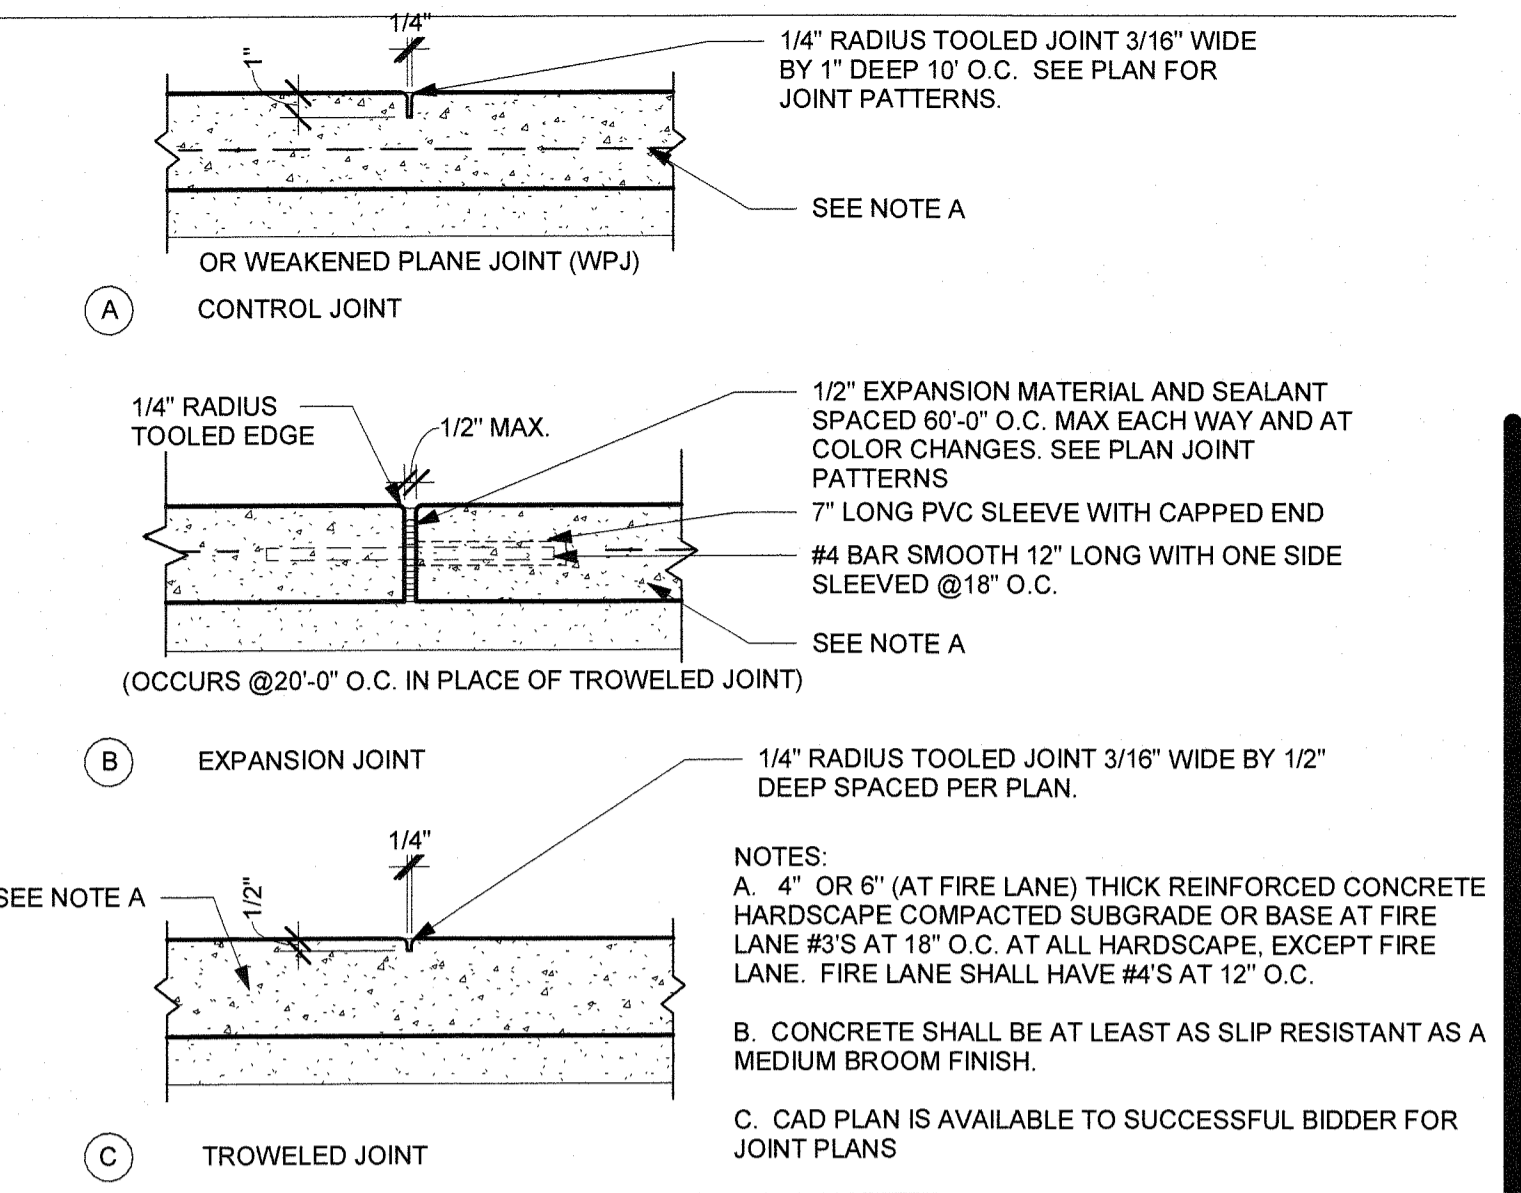 1/4"
1"
1/4" RADIUS TOOLED JOINT 3/16" WIDE
BY 1" DEEP 10' O.C. SEE PLAN FOR
JOINT PATTERNS.
SEE NOTE A
OR WEAKENED PLANE JOINT (WPJ)
A CONTROL JOINT
1/4" RADIUS
TOOLED EDGE
1/2" MAX.
1/2" EXPANSION MATERIAL AND SEALANT
SPACED 60'-0" O.C. MAX EACH WAY AND AT
COLOR CHANGES. SEE PLAN JOINT
PATTERNS
7" LONG PVC SLEEVE WITH CAPPED END
#4 BAR SMOOTH 12" LONG WITH ONE SIDE
SLEEVED @18" O.C.
SEE NOTE A
(OCCURS @20'-0" O.C. IN PLACE OF TROWELED JOINT)
B EXPANSION JOINT
1/4" RADIUS TOOLED JOINT 3/16" WIDE BY 1/2"
DEEP SPACED PER PLAN.
1/4"
1/2"
SEE NOTE A
NOTES:
A. 4" OR 6" (AT FIRE LANE) THICK REINFORCED CONCRETE
HARDSCAPE COMPACTED SUBGRADE OR BASE AT FIRE
LANE #3'S AT 18" O.C. AT ALL HARDSCAPE, EXCEPT FIRE
LANE. FIRE LANE SHALL HAVE #4'S AT 12" O.C.
B. CONCRETE SHALL BE AT LEAST AS SLIP RESISTANT AS A
MEDIUM BROOM FINISH.
C. CAD PLAN IS AVAILABLE TO SUCCESSFUL BIDDER FOR
JOINT PLANS
C TROWELED JOINT